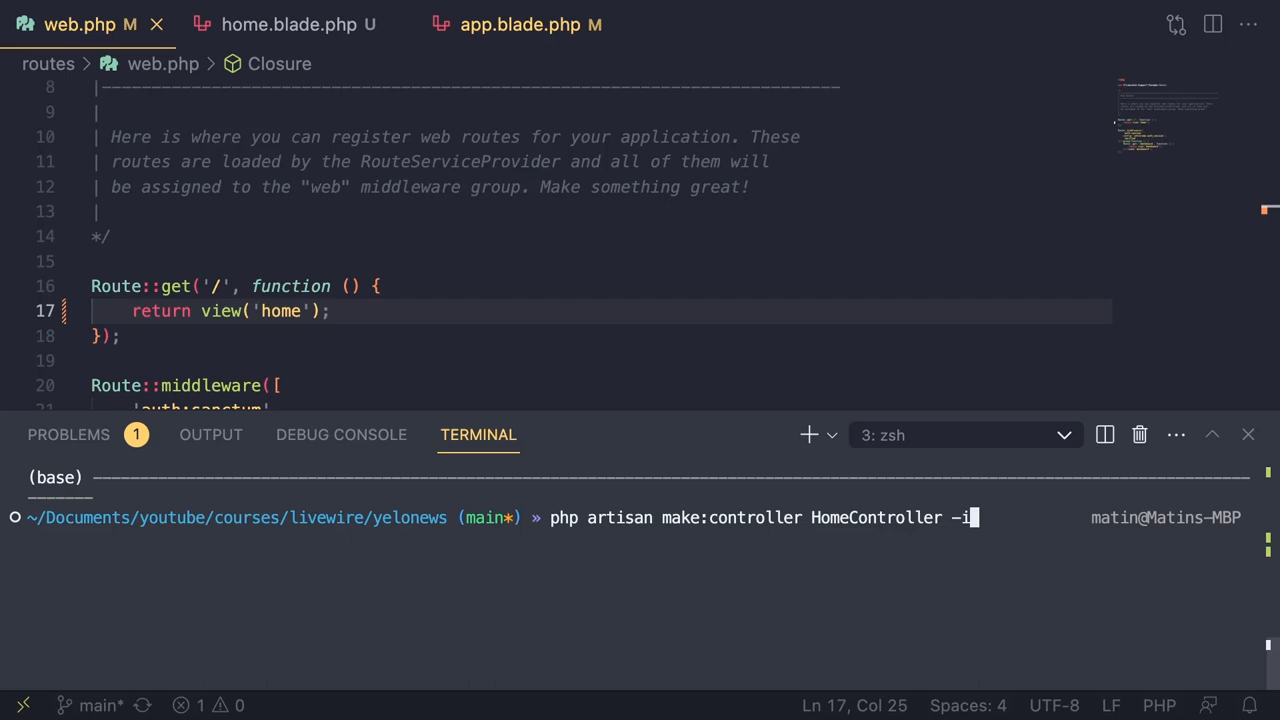 web.php M
home.blade.php U
app.blade.php M
routes > web.php > Closure
8 |--------------------------------------------------------------------------
9 |
10 | Here is where you can register web routes for your application. These
11 | routes are loaded by the RouteServiceProvider and all of them will
12 | be assigned to the "web" middleware group. Make something great!
13 |
14 */
15
16 Route::get('/', function () {
17 return view('home');
18 });
19
20 Route::middleware([
21 'auth:sanctum'
PROBLEMS 1 OUTPUT DEBUG CONSOLE TERMINAL 3: zsh
(base)
~/Documents/youtube/courses/livewire/yelonews (main*) » php artisan make:controller HomeController -i matin@Matins-MBP
main* 1 0 Ln 17, Col 25 Spaces: 4 UTF-8 LF PHP